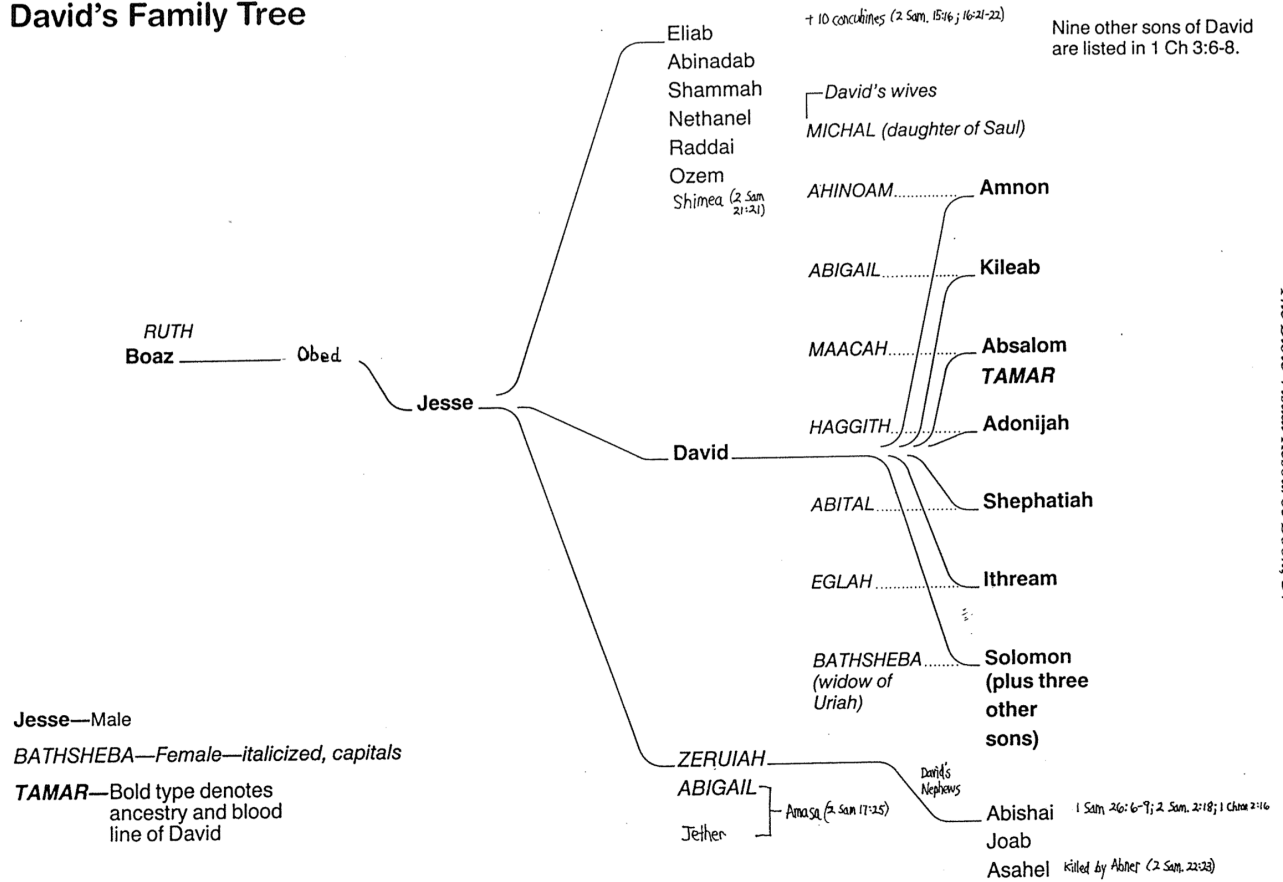 David's Family Tree
+ 10 concubines (2 Sam. 15:16; 16:21-22)
Nine other sons of David
are listed in 1 Ch 3:6-8.
Eliab
Abinadab
Shammah
Nethanel
Raddai
Ozem
Shimea (2 Sam
21:21)
David's wives
MICHAL (daughter of Saul)
AHINOAM
Amnon
ABIGAIL
Kileab
MAACAH
Absalom
TAMAR
HAGGITH
Adonijah
ABITAL
Shephatiah
EGLAH
Ithream
BATHSHEBA
(widow of
Uriah)
Solomon
(plus three
other
sons)
RUTH
Boaz
Obed
Jesse
David
ZERUIAH
ABIGAIL
Jether
Amasa (2 Sam 17:25)
David's
Nephews
Abishai 1 Sam 26:6-9; 2 Sam. 2:18; 1 Chron 2:16
Joab
Asahel killed by Abner (2 Sam. 22:23)
Jesse—Male
BATHSHEBA—Female—italicized, capitals
TAMAR—Bold type denotes
ancestry and blood
line of David